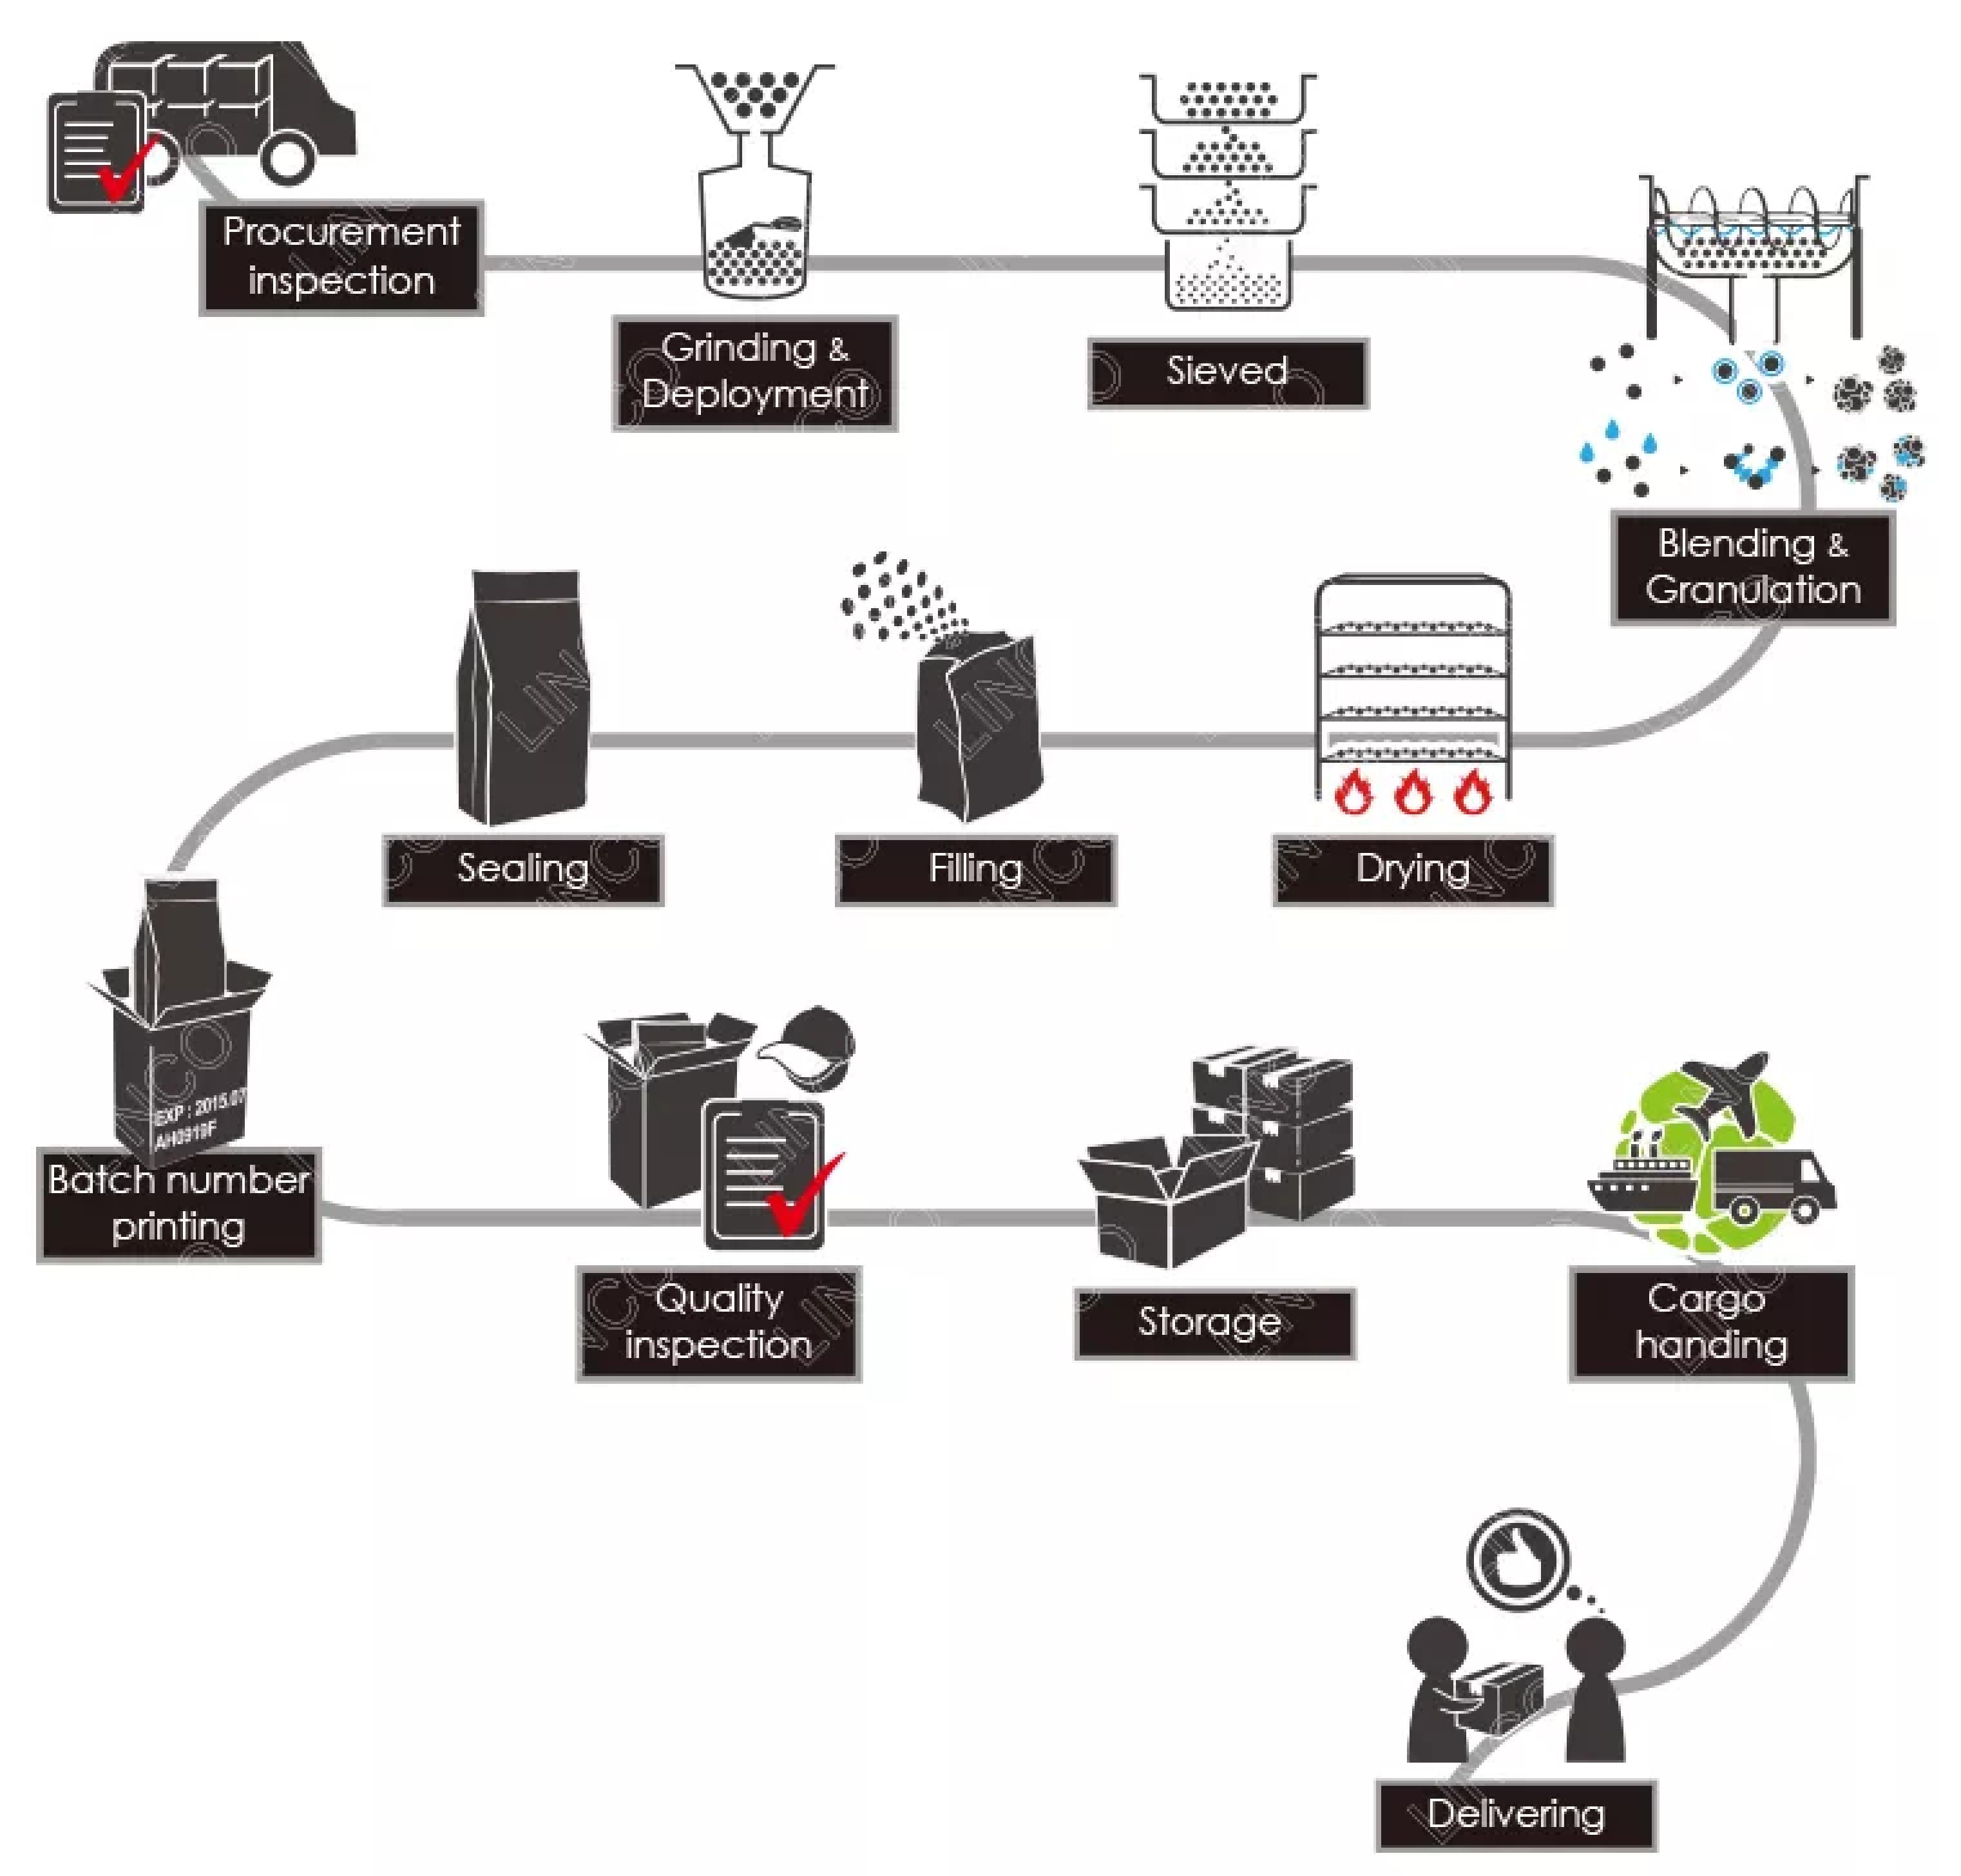 Procurement
inspection
Grinding &
Deployment
Sieved
Blending &
Granulation
Sealing
Filling
Drying
EXP : 2015.07
AH0919F
Batch number
printing
Quality
inspection
Storage
Cargo
handing
Delivering